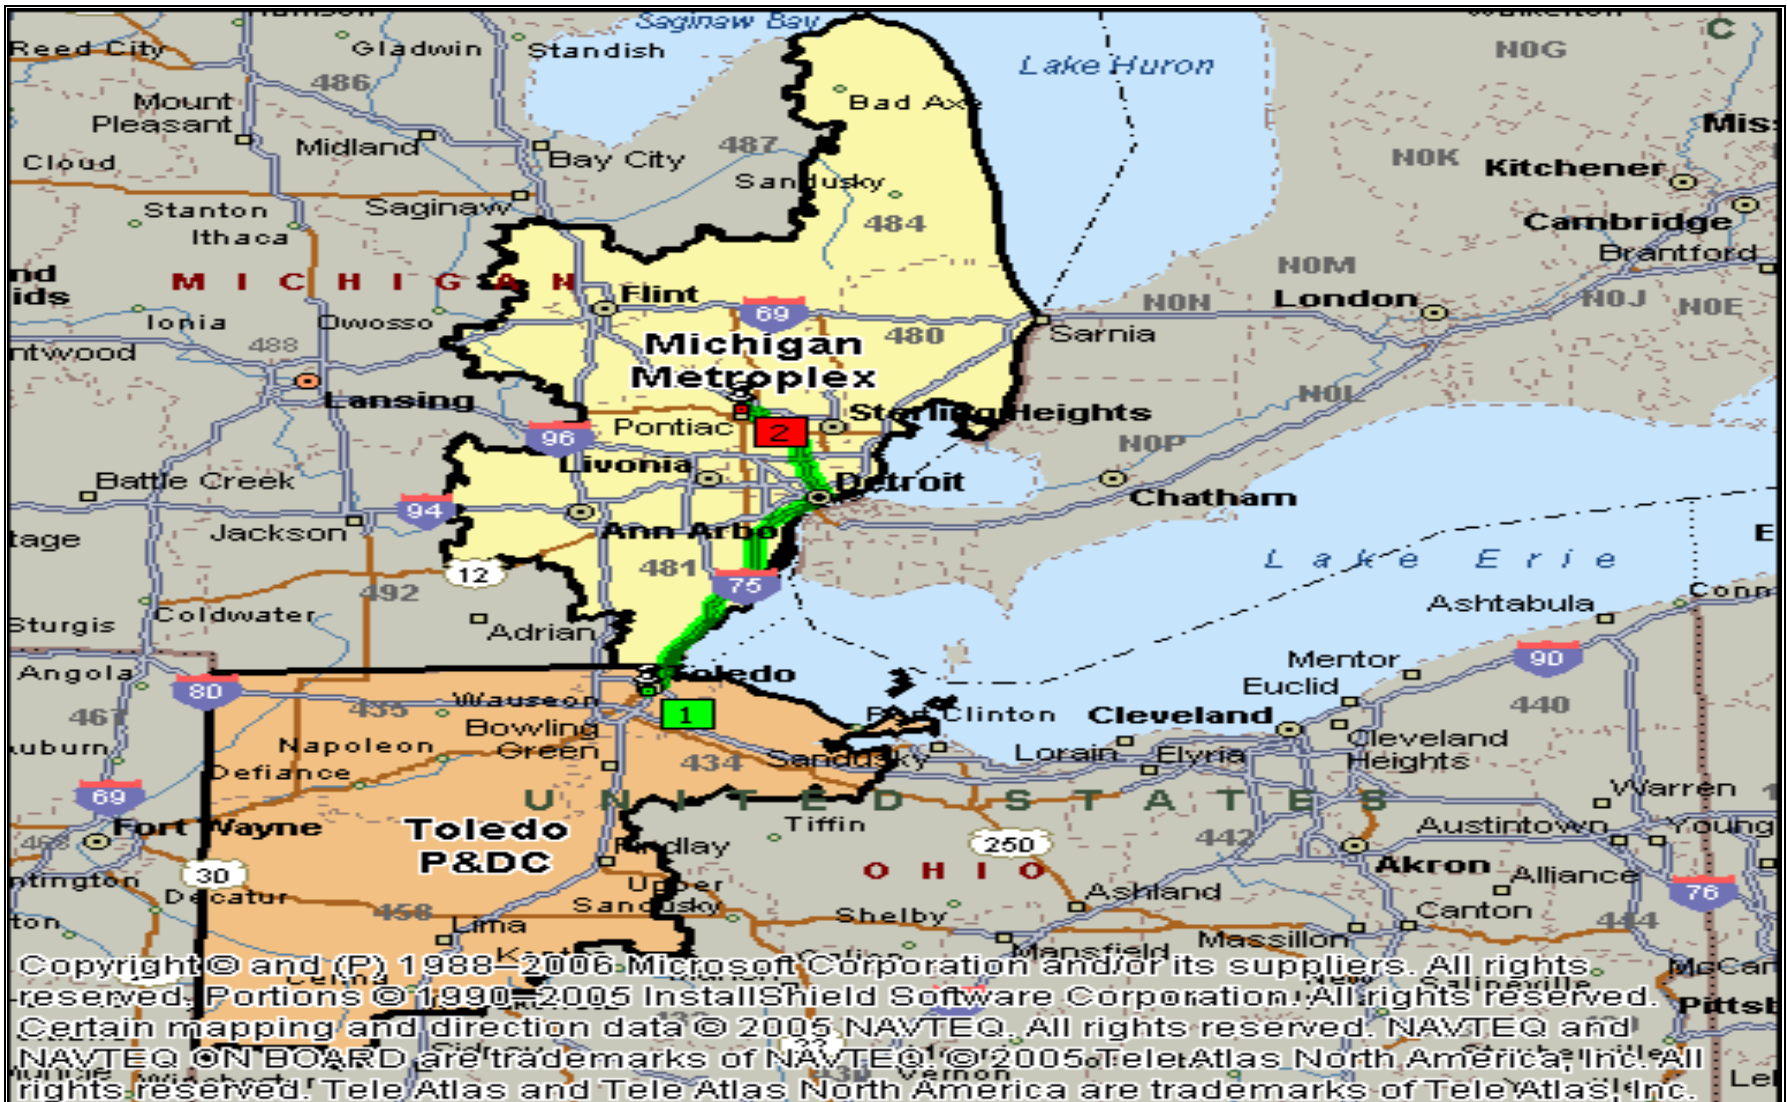 Saginaw Bay
Reed City
Gladwin
Standish
486
Lake Huron
N0G
C
Mount
Pleasant
Midland
Bad Axe
487
Bay City
N0K
Kitchener
Cloud
Sandusky
Saginaw
Stanton
Ithaca
484
Cambridge
Brantford
MICHIGAN
N0M
Flint
69
N0N
London
N0J
N0E
Ionia
Owosso
480
Sarnia
488
Michigan
Metroplex
Lansing
N0L
Pontiac
2
Sterling Heights
96
N0P
Livonia
Battle Creek
Detroit
Chatham
94
Jackson
Ann Arbo
12
481
75
Lake Erie
492
Coldwater
Sturgis
Adrian
Ashtabula
Conn
Angola
Toledo
Mentor
90
80
Wauseon
Euclid
467
435
1
Port Clinton
Cleveland
440
Bowling
Green
Napoleon
434
Sandusky
Lorain
Elyria
Cleveland
Heights
Defiance
69
UNITED STATES
Warren
Fort Wayne
Toledo
P&DC
Tiffin
Findlay
250
442
Austintown
Young
30
OHIO
Akron
Alliance
76
Decatur
458
Upper
Sandusky
Ashland
Shelby
Canton
444
Lima
Mansfield
Massillon
Copyright © and (P) 1988–2006 Microsoft Corporation and/or its suppliers. All rights
reserved. Portions © 1990–2005 InstallShield Software Corporation. All rights reserved.
Certain mapping and direction data © 2005 NAVTEQ. All rights reserved. NAVTEQ and
NAVTEQ ON BOARD are trademarks of NAVTEQ. © 2005 Tele Atlas North America, Inc. All
rights reserved. Tele Atlas and Tele Atlas North America are trademarks of Tele Atlas, Inc.
Celina
Salineville
Pittsb
Vernon